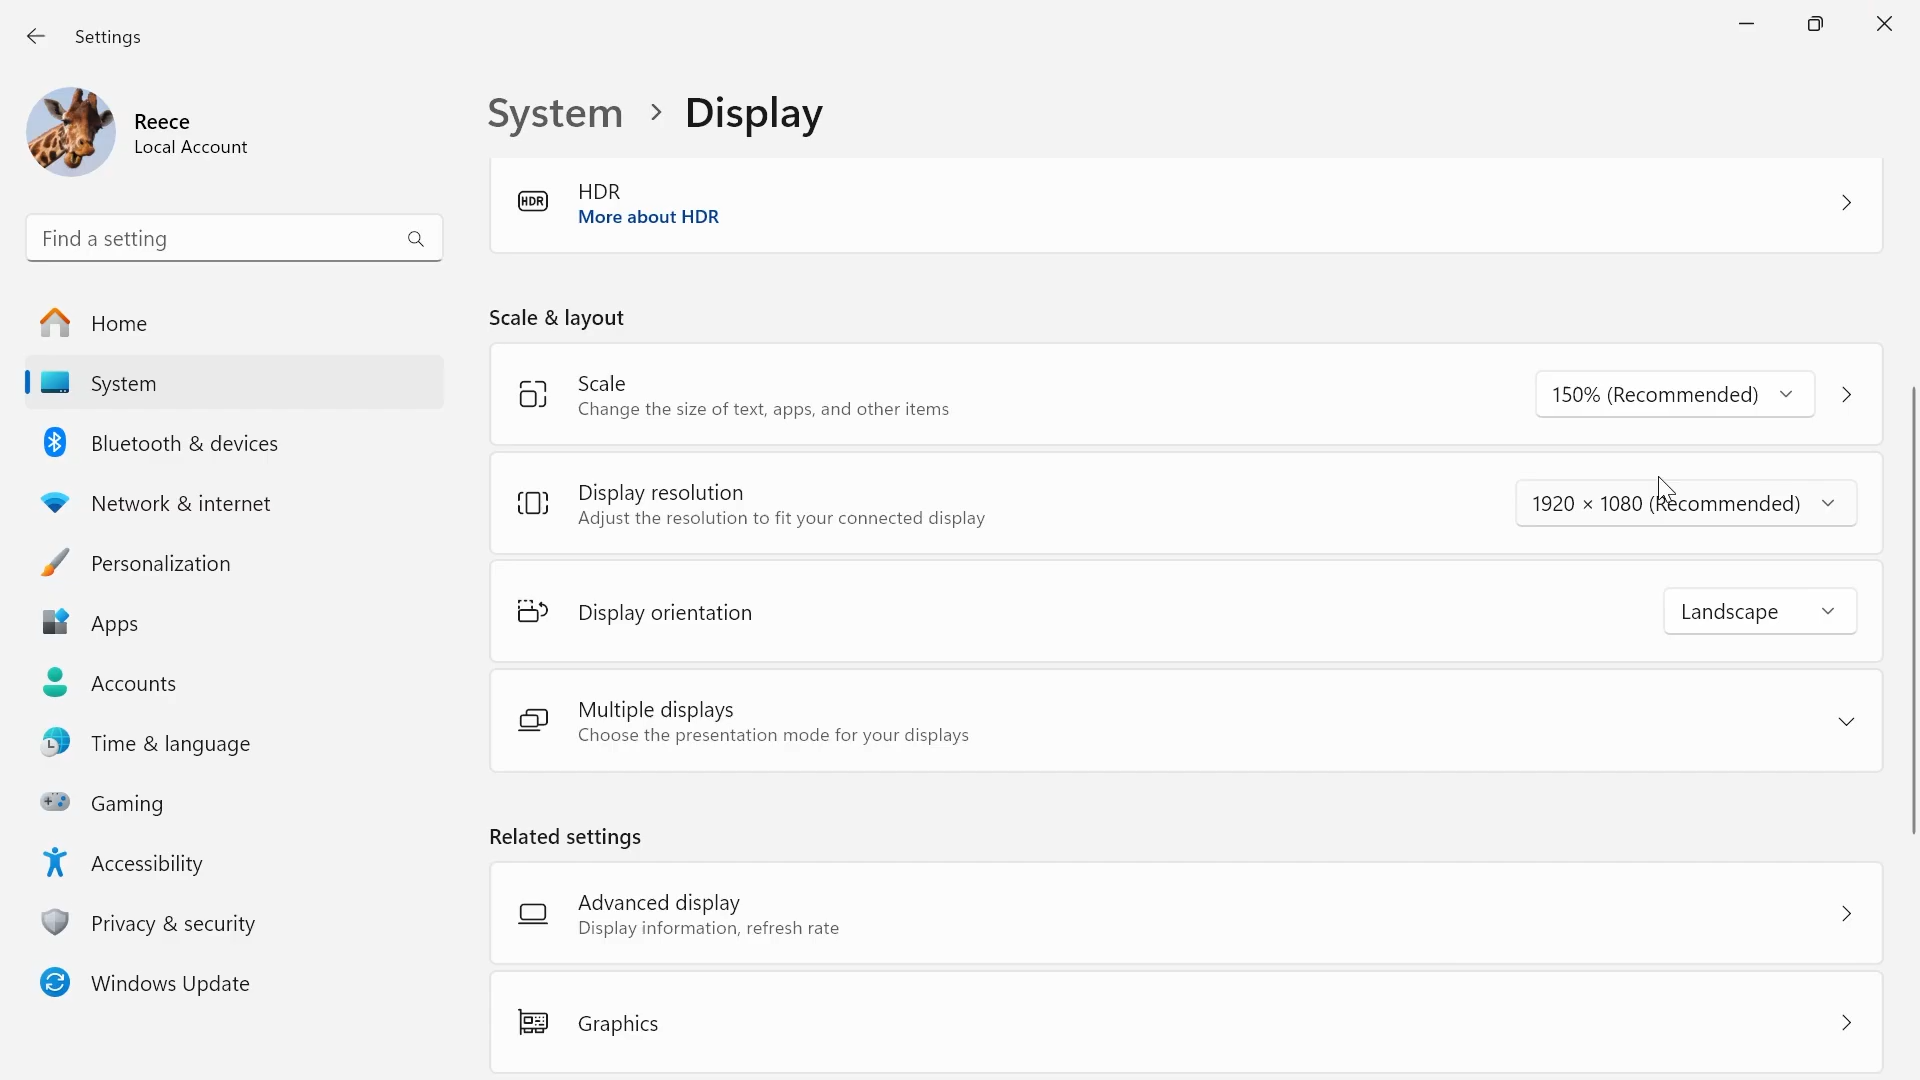 Settings
Reece
Local Account
Find a setting
Home
System
Bluetooth & devices
Network & internet
Personalization
Apps
Accounts
Time & language
Gaming
Accessibility
Privacy & security
Windows Update
System > Display
HDR
HDR
More about HDR
Scale & layout
Scale
Change the size of text, apps, and other items
150% (Recommended)
Display resolution
Adjust the resolution to fit your connected display
1920 × 1080 (Recommended)
Display orientation
Landscape
Multiple displays
Choose the presentation mode for your displays
Related settings
Advanced display
Display information, refresh rate
Graphics